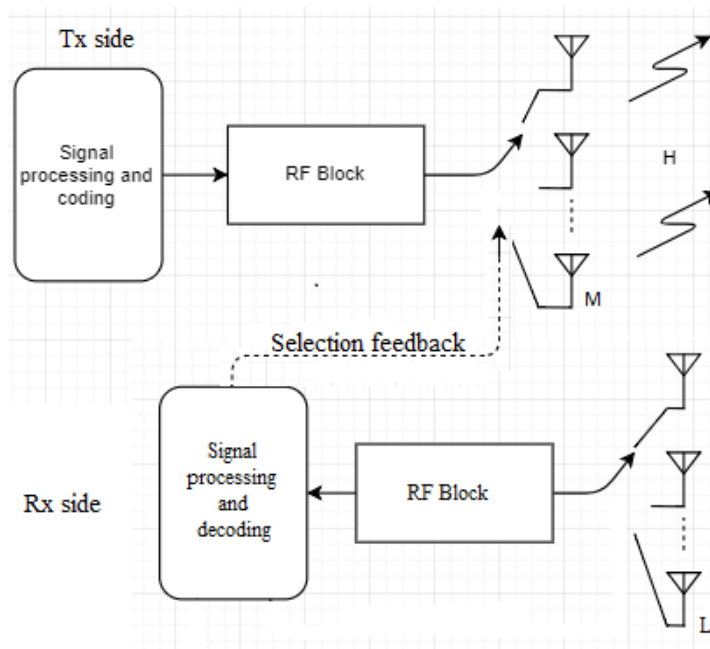 Tx side
Signal
processing and
coding
RF Block
H
M
Selection feedback
Signal
processing
and
decoding
RF Block
Rx side
L